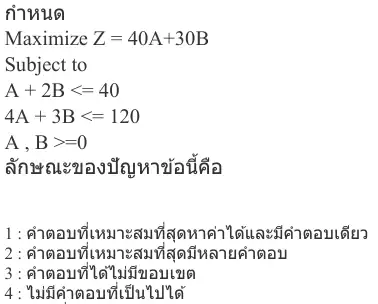 กำหนด
Maximize Z = 40A+30B
Subject to
A + 2B <= 40
4A + 3B <= 120
A , B >=0
ลักษณะของปัญหาข้อนี้คือ
1 : คำตอบที่เหมาะสมที่สุดหาค่าได้และมีคำตอบเดียว
2 : คำตอบที่เหมาะสมที่สุดมีหลายคำตอบ
3 : คำตอบที่ได้ไม่มีขอบเขต
4 : ไม่มีคำตอบที่เป็นไปได้